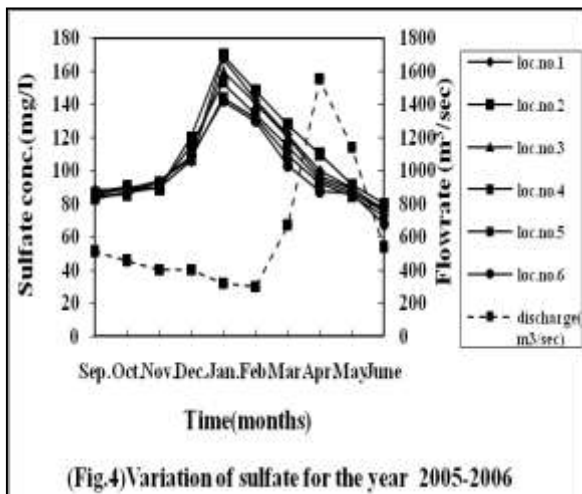 Sulfate conc.(mg/l)
180
160
140
120
100
80
60
40
20
0
1800
1600
1400
1200
1000
800
600
400
200
0
Flowrate (m³/sec)
Sep. Oct. Nov. Dec. Jan. Feb Mar Apr May June
Time(months)
loc.no.1
loc.no.2
loc.no.3
loc.no.4
loc.no.5
loc.no.6
discharge(
m3/sec)
(Fig.4)Variation of sulfate for the year 2005-2006